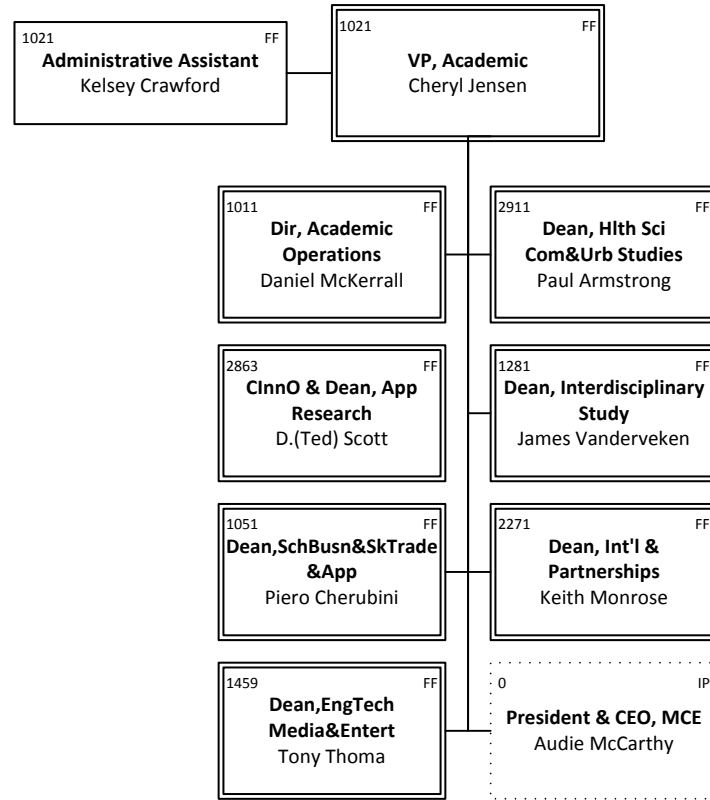 1021 FF
Administrative Assistant
Kelsey Crawford
1021 FF
VP, Academic
Cheryl Jensen
1011 FF
Dir, Academic
Operations
Daniel McKerrall
2911 FF
Dean, Hlth Sci
Com&Urb Studies
Paul Armstrong
2863 FF
CInnO & Dean, App
Research
D.(Ted) Scott
1281 FF
Dean, Interdisciplinary
Study
James Vanderveken
1051 FF
Dean,SchBusn&SkTrade
&App
Piero Cherubini
2271 FF
Dean, Int'l &
Partnerships
Keith Monrose
1459 FF
Dean,EngTech
Media&Entert
Tony Thoma
0 IP
President & CEO, MCE
Audie McCarthy